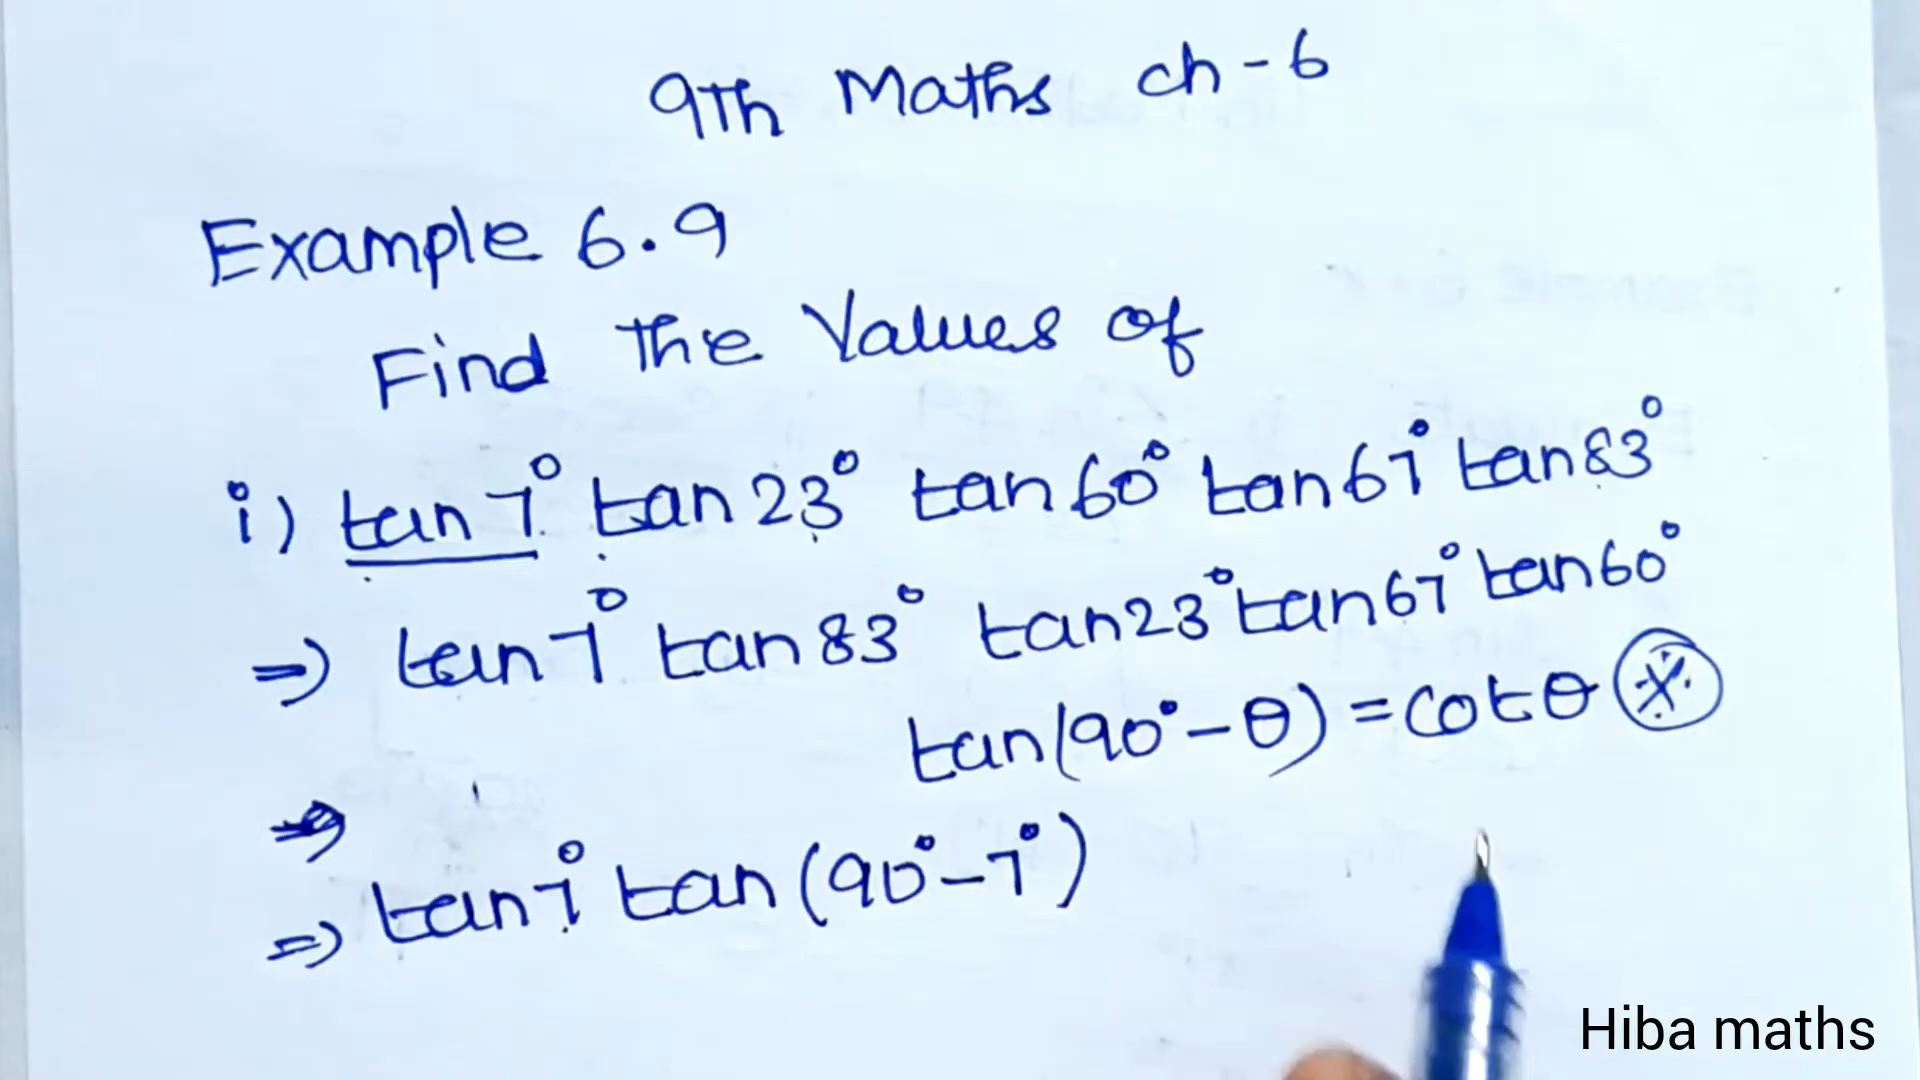 9Th Maths ch-6
Example 6.9
Find The Values of
i) tan 7° tan 23° tan 60° tan 67° tan 83°
⇒ tan 7° tan 83° tan 23° tan 67° tan 60°
tan(90°-θ) = cotθ *
⇒
⇒ tan 7° tan (90°-7°)
Hiba maths